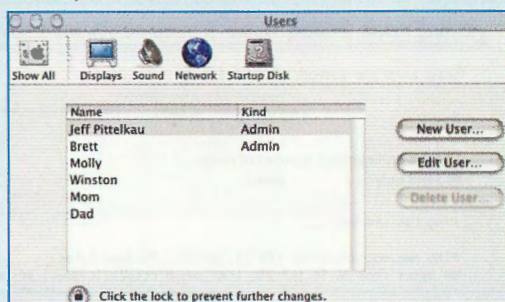 Users
Show All Displays Sound Network Startup Disk
Name Kind
Jeff Pittelkau Admin
Brett Admin
Molly
Winston
Mom
Dad
New User...
Edit User...
Delete User...
Click the lock to prevent further changes.